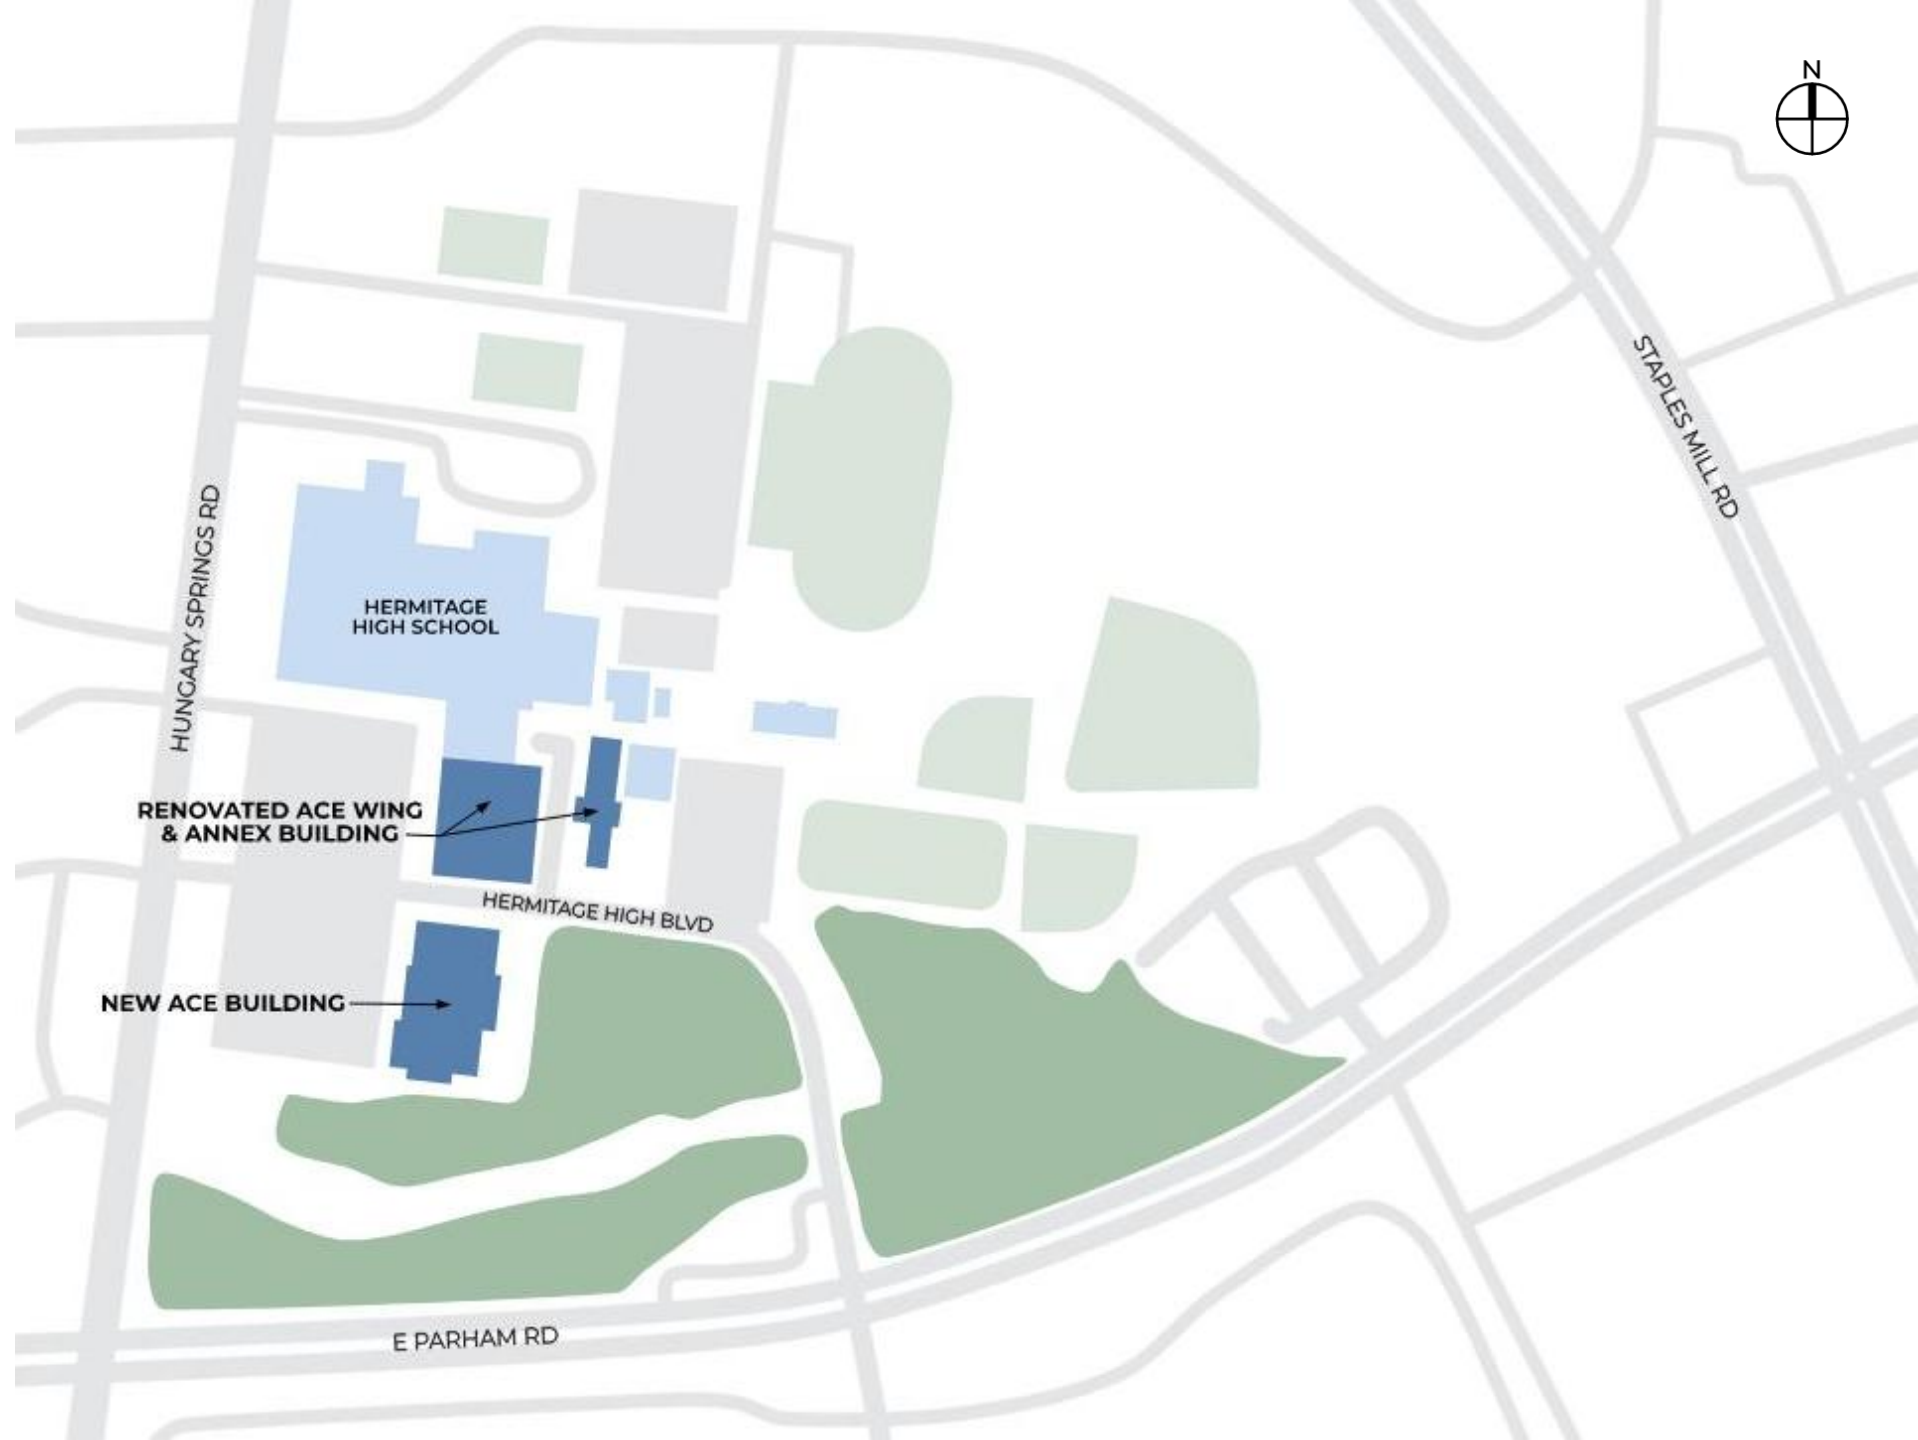 N
STAPLES MILL RD
HUNGARY SPRINGS RD
HERMITAGE
HIGH SCHOOL
RENOVATED ACE WING
& ANNEX BUILDING
HERMITAGE HIGH BLVD
NEW ACE BUILDING
E PARHAM RD